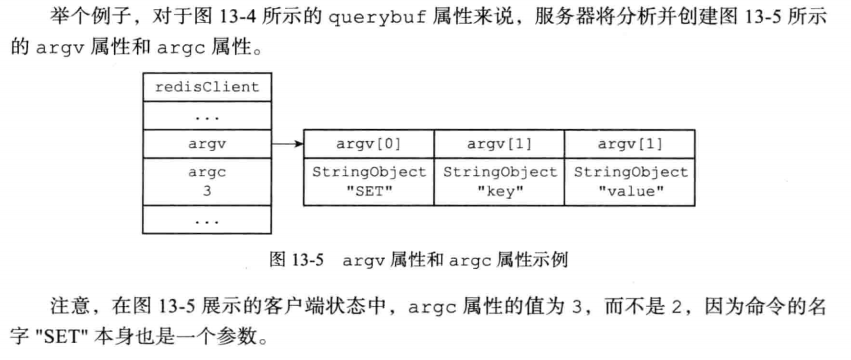 举个例子，对于图 13-4 所示的 querybuf 属性来说，服务器将分析并创建图 13-5 所示
的 argv 属性和 argc 属性。
redisClient
...
argv
argv[0] argv[1] argv[1]
argc
3
StringObject "SET" StringObject "key" StringObject "value"
...
图 13-5 argv 属性和 argc 属性示例
注意，在图 13-5 展示的客户端状态中，argc 属性的值为 3，而不是 2，因为命令的名
字 "SET" 本身也是一个参数。